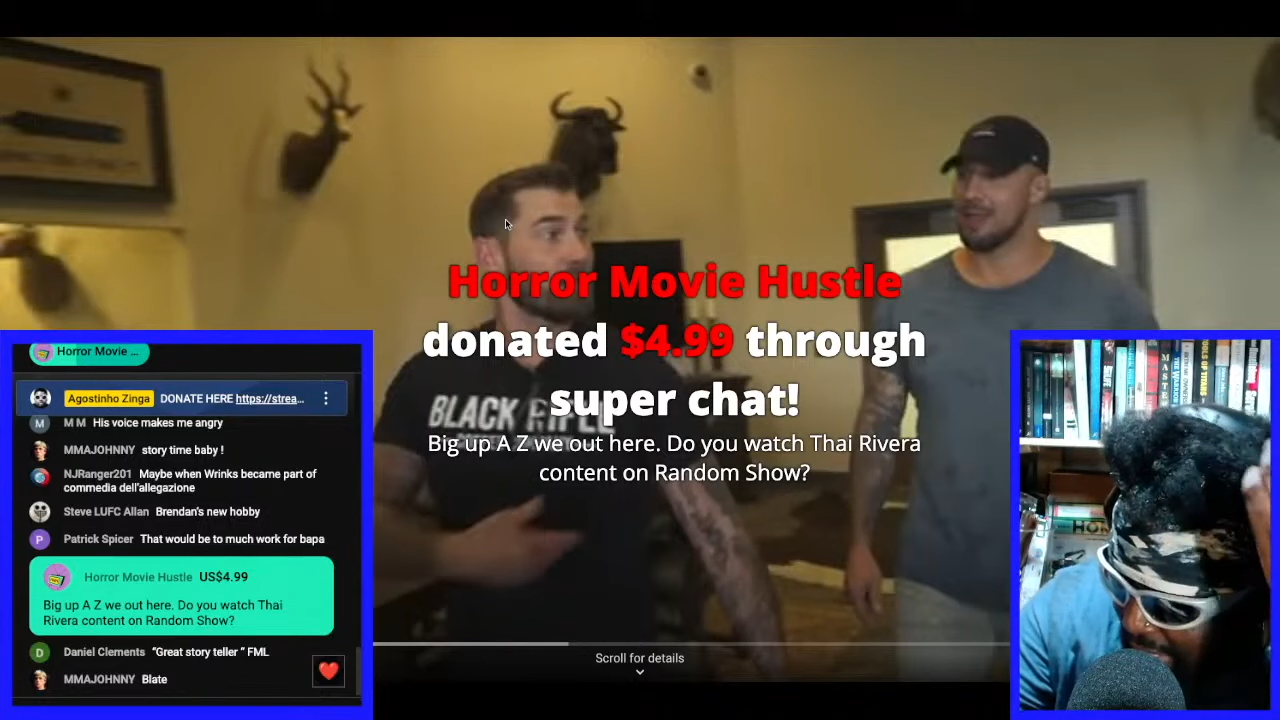 Horror Movie Hustle
donated $4.99 through
super chat!
Big up A Z we out here. Do you watch Thai Rivera
content on Random Show?
BLACK RIFLE
Horror Movie ...
Agostinho Zinga DONATE HERE https://strea...
M M M His voice makes me angry
MMAJOHNNY story time baby !
NJRanger201 Maybe when Wrinks became part of
commedia dell'allegazione
Steve LUFC Allan Brendan's new hobby
P Patrick Spicer That would be to much work for bapa
Horror Movie Hustle US$4.99
Big up A Z we out here. Do you watch Thai
Rivera content on Random Show?
D Daniel Clements "Great story teller " FML
MMAJOHNNY Blate
Scroll for details